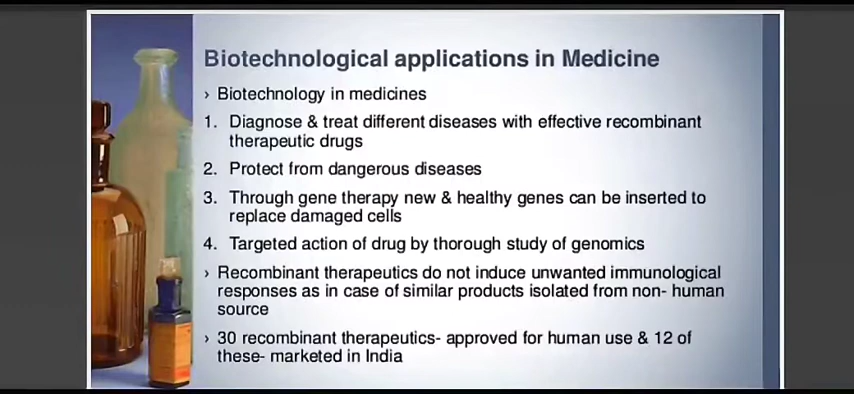 Biotechnological applications in Medicine
› Biotechnology in medicines
1. Diagnose & treat different diseases with effective recombinant
therapeutic drugs
2. Protect from dangerous diseases
3. Through gene therapy new & healthy genes can be inserted to
replace damaged cells
4. Targeted action of drug by thorough study of genomics
› Recombinant therapeutics do not induce unwanted immunological
responses as in case of similar products isolated from non- human
source
› 30 recombinant therapeutics- approved for human use & 12 of
these- marketed in India